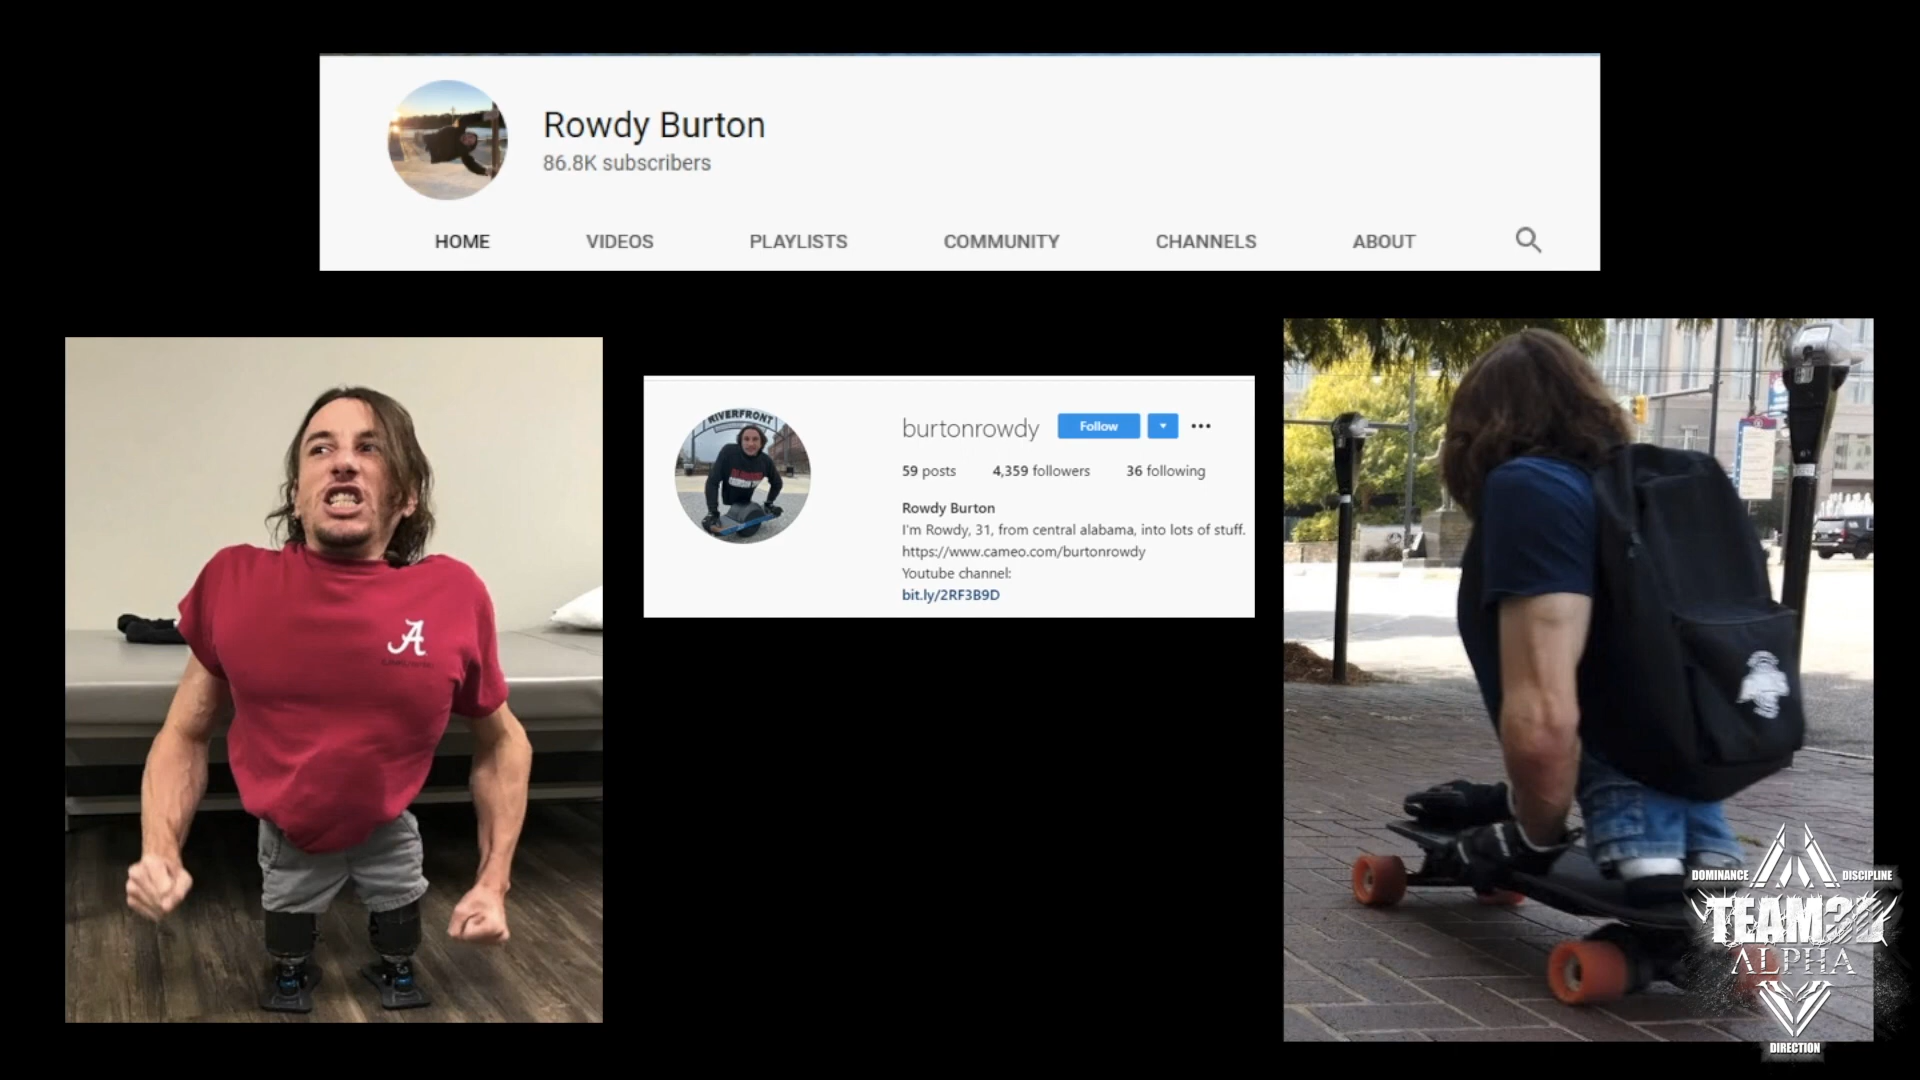 Rowdy Burton
86.8K subscribers
HOME VIDEOS PLAYLISTS COMMUNITY CHANNELS ABOUT
RIVERFRONT
burtonrowdy Follow
59 posts 4,359 followers 36 following
Rowdy Burton
I'm Rowdy, 31, from central alabama, into lots of stuff.
https://www.cameo.com/burtonrowdy
Youtube channel:
bit.ly/2RF3B9D
A
DOMINANCE DISCIPLINE
TEAM3D
ALPHA
DIRECTION